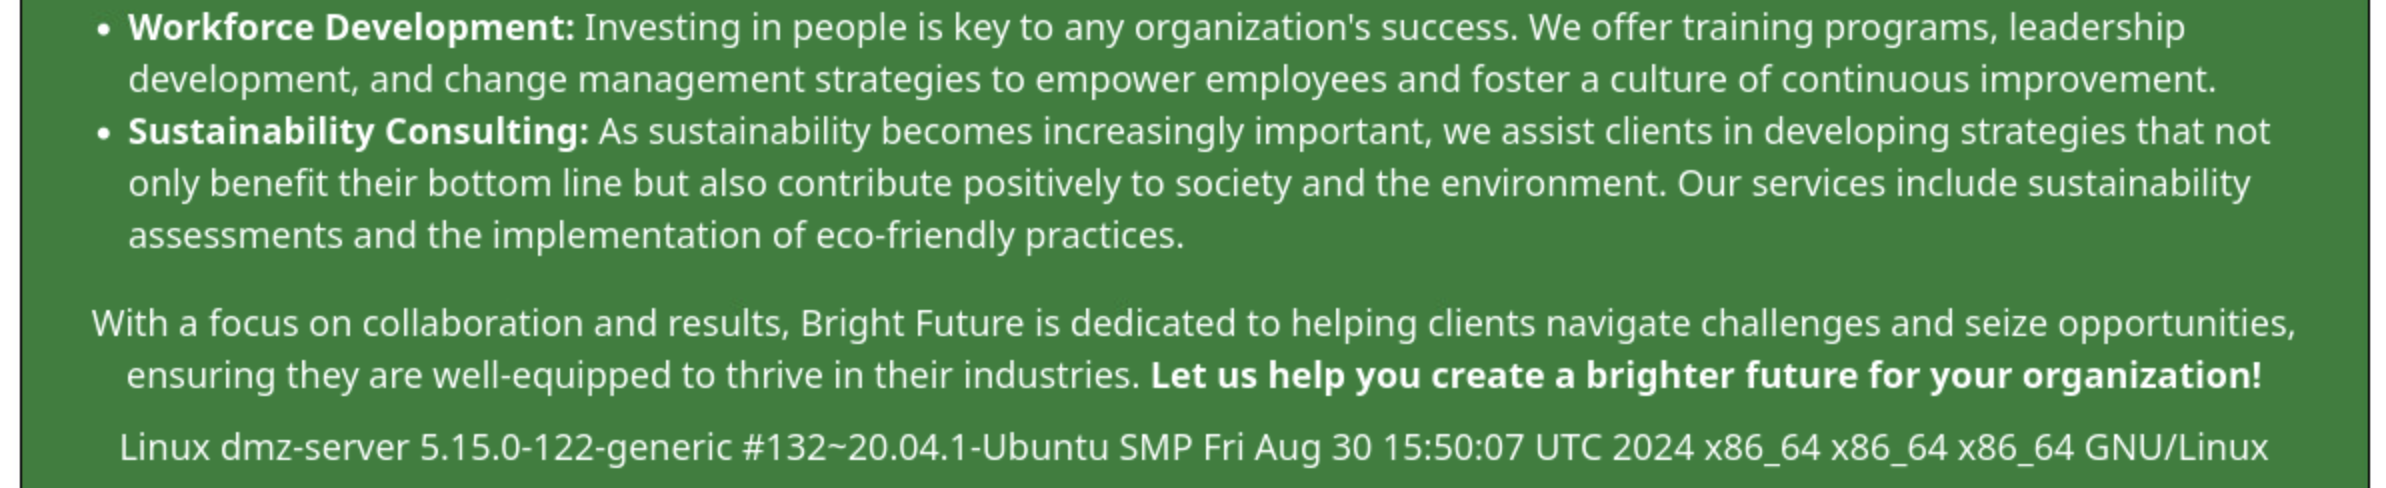 • Workforce Development: Investing in people is key to any organization's success. We offer training programs, leadership
development, and change management strategies to empower employees and foster a culture of continuous improvement.
• Sustainability Consulting: As sustainability becomes increasingly important, we assist clients in developing strategies that not
only benefit their bottom line but also contribute positively to society and the environment. Our services include sustainability
assessments and the implementation of eco-friendly practices.
With a focus on collaboration and results, Bright Future is dedicated to helping clients navigate challenges and seize opportunities,
ensuring they are well-equipped to thrive in their industries. Let us help you create a brighter future for your organization!
Linux dmz-server 5.15.0-122-generic #132~20.04.1-Ubuntu SMP Fri Aug 30 15:50:07 UTC 2024 x86_64 x86_64 x86_64 GNU/Linux